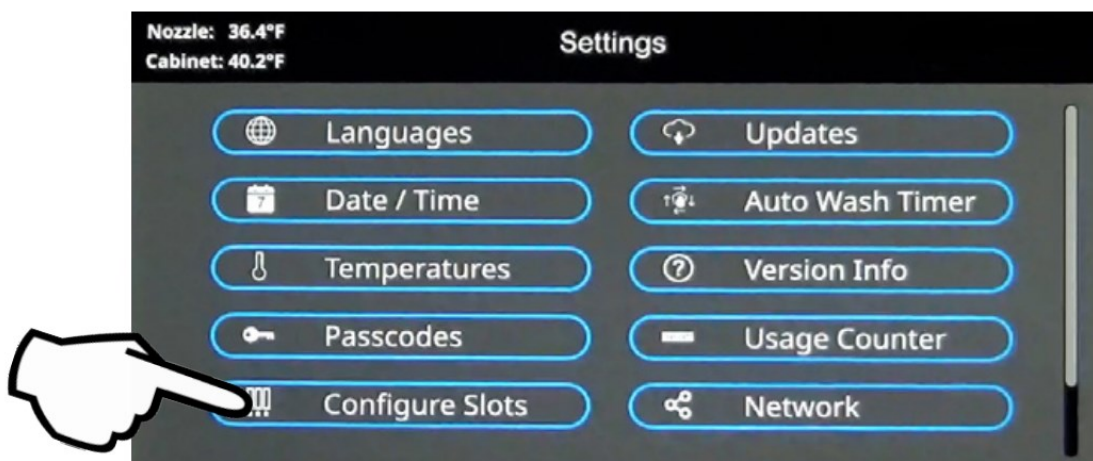 Nozzle: 36.4°F
Cabinet: 40.2°F
Settings
Languages
Updates
7
Date / Time
Auto Wash Timer
Temperatures
? Version Info
Passcodes
Usage Counter
Configure Slots
Network